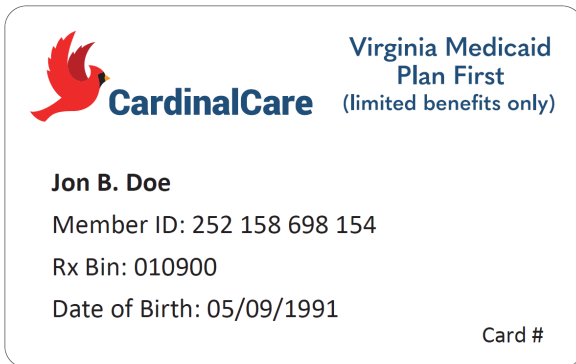 CardinalCare
Virginia Medicaid
Plan First
(limited benefits only)
Jon B. Doe
Member ID: 252 158 698 154
Rx Bin: 010900
Date of Birth: 05/09/1991
Card #